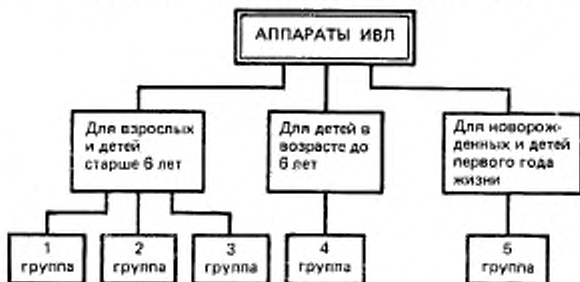 АППАРАТЫ ИВЛ
Для взрослых
и детей
старше 6 лет
Для детей в
возрасте до
6 лет
Для новорож-
денных и детей
первого года
жизни
1
группа
2
группа
3
группа
4
группа
5
группа